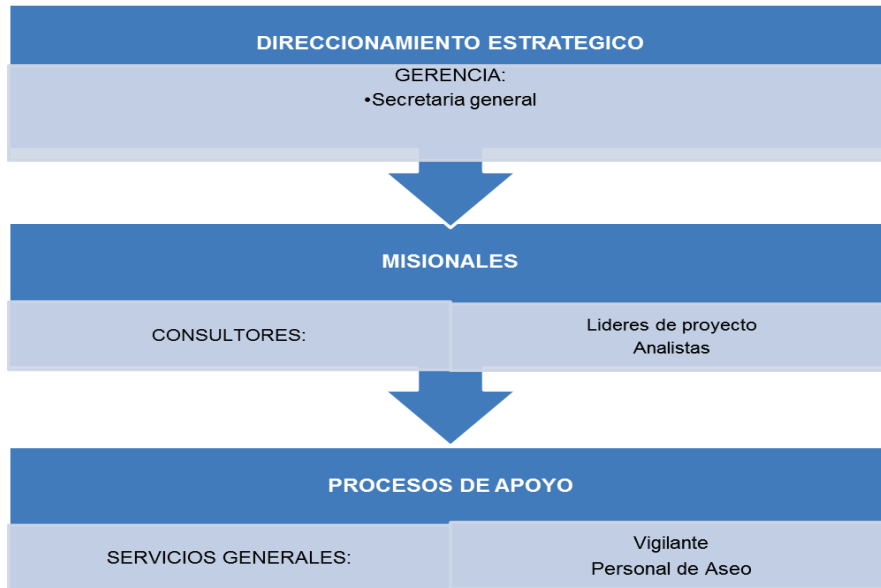 DIRECCIONAMIENTO ESTRATEGICO
GERENCIA:
•Secretaria general
MISIONALES
CONSULTORES:
Lideres de proyecto
Analistas
PROCESOS DE APOYO
SERVICIOS GENERALES:
Vigilante
Personal de Aseo